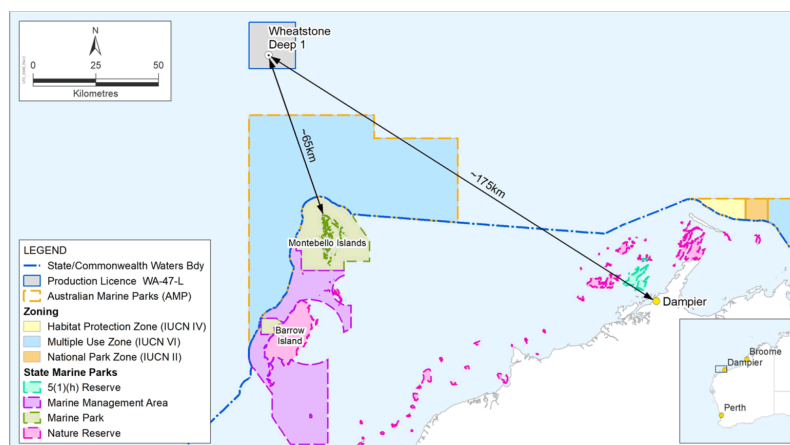 Wheatstone
Deep 1
N
0 25 50
Kilometres
~65km
~175km
Montebello Islands
Barrow
Island
Dampier
LEGEND
State/Commonwealth Waters Bdy
Production Licence WA-47-L
Australian Marine Parks (AMP)
Zoning
Habitat Protection Zone (IUCN IV)
Multiple Use Zone (IUCN VI)
National Park Zone (IUCN II)
State Marine Parks
5(1)(h) Reserve
Marine Management Area
Marine Park
Nature Reserve
Broome
Dampier
Perth